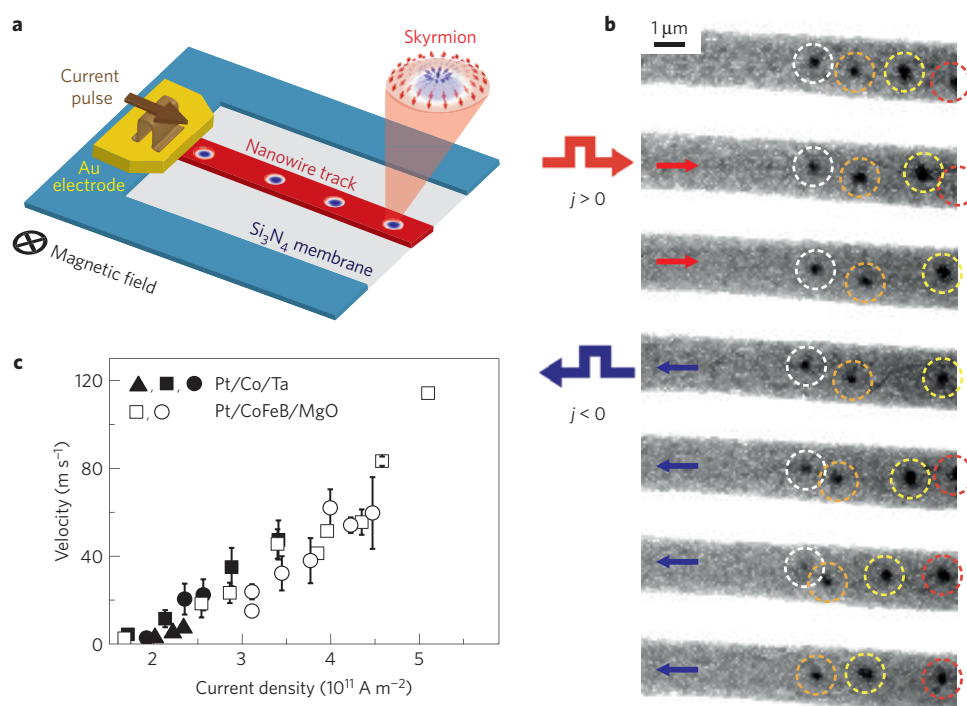 a
Current
pulse
Au
electrode
Nanowire track
Si₃N₄ membrane
Magnetic field
Skyrmion
b
1 µm
j > 0
j < 0
c
Velocity (m s⁻¹)
120
80
40
0
2
3
4
5
Current density (10¹¹ A m⁻²)
, , Pt/Co/Ta
, Pt/CoFeB/MgO